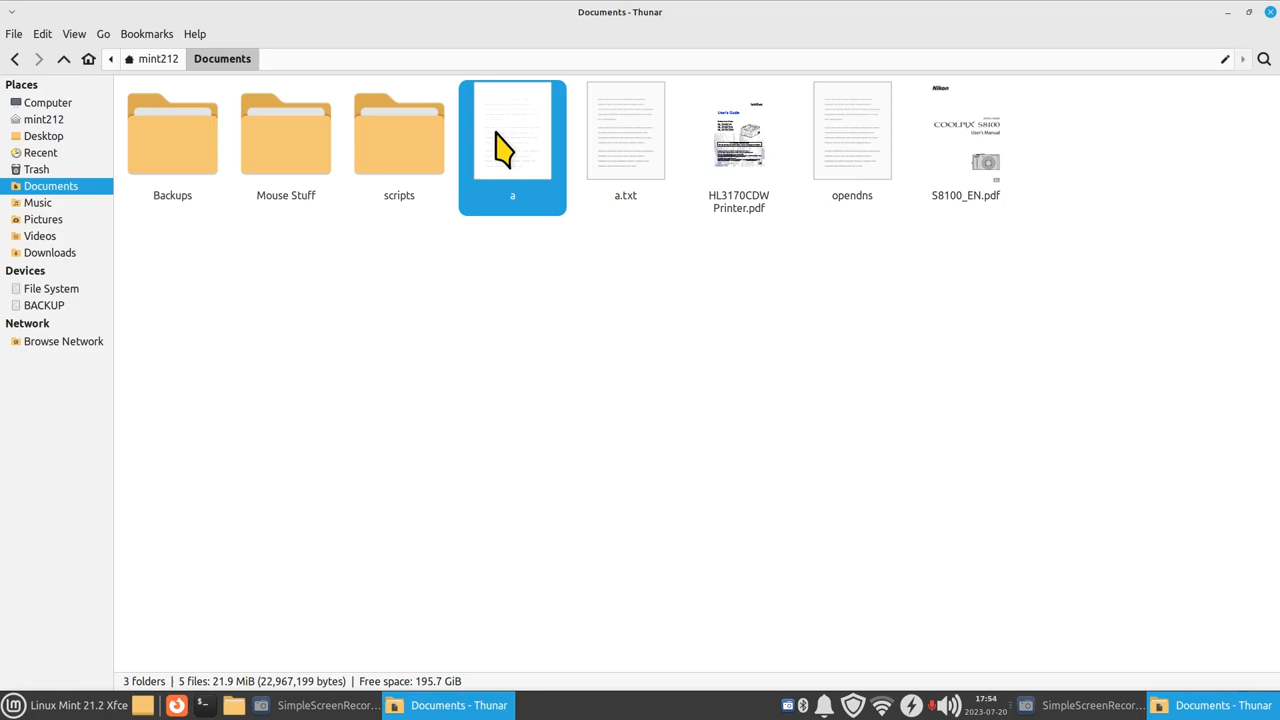 Documents - Thunar
File Edit View Go Bookmarks Help
mint212 Documents
Places
Computer
mint212
Desktop
Recent
Trash
Documents
Music
Pictures
Videos
Downloads
Devices
File System
BACKUP
Network
Browse Network
Backups
Mouse Stuff
scripts
a
a.txt
User's Guide
HL3170CDW
Printer.pdf
opendns
Nikon
COOLPIX S8100
User's Manual
S8100_EN.pdf
3 folders | 5 files: 21.9 MiB (22,967,199 bytes) | Free space: 195.7 GiB
Linux Mint 21.2 Xfce
SimpleScreenRecor...
Documents - Thunar
17:54
2023-07-20
SimpleScreenRecor...
Documents - Thunar